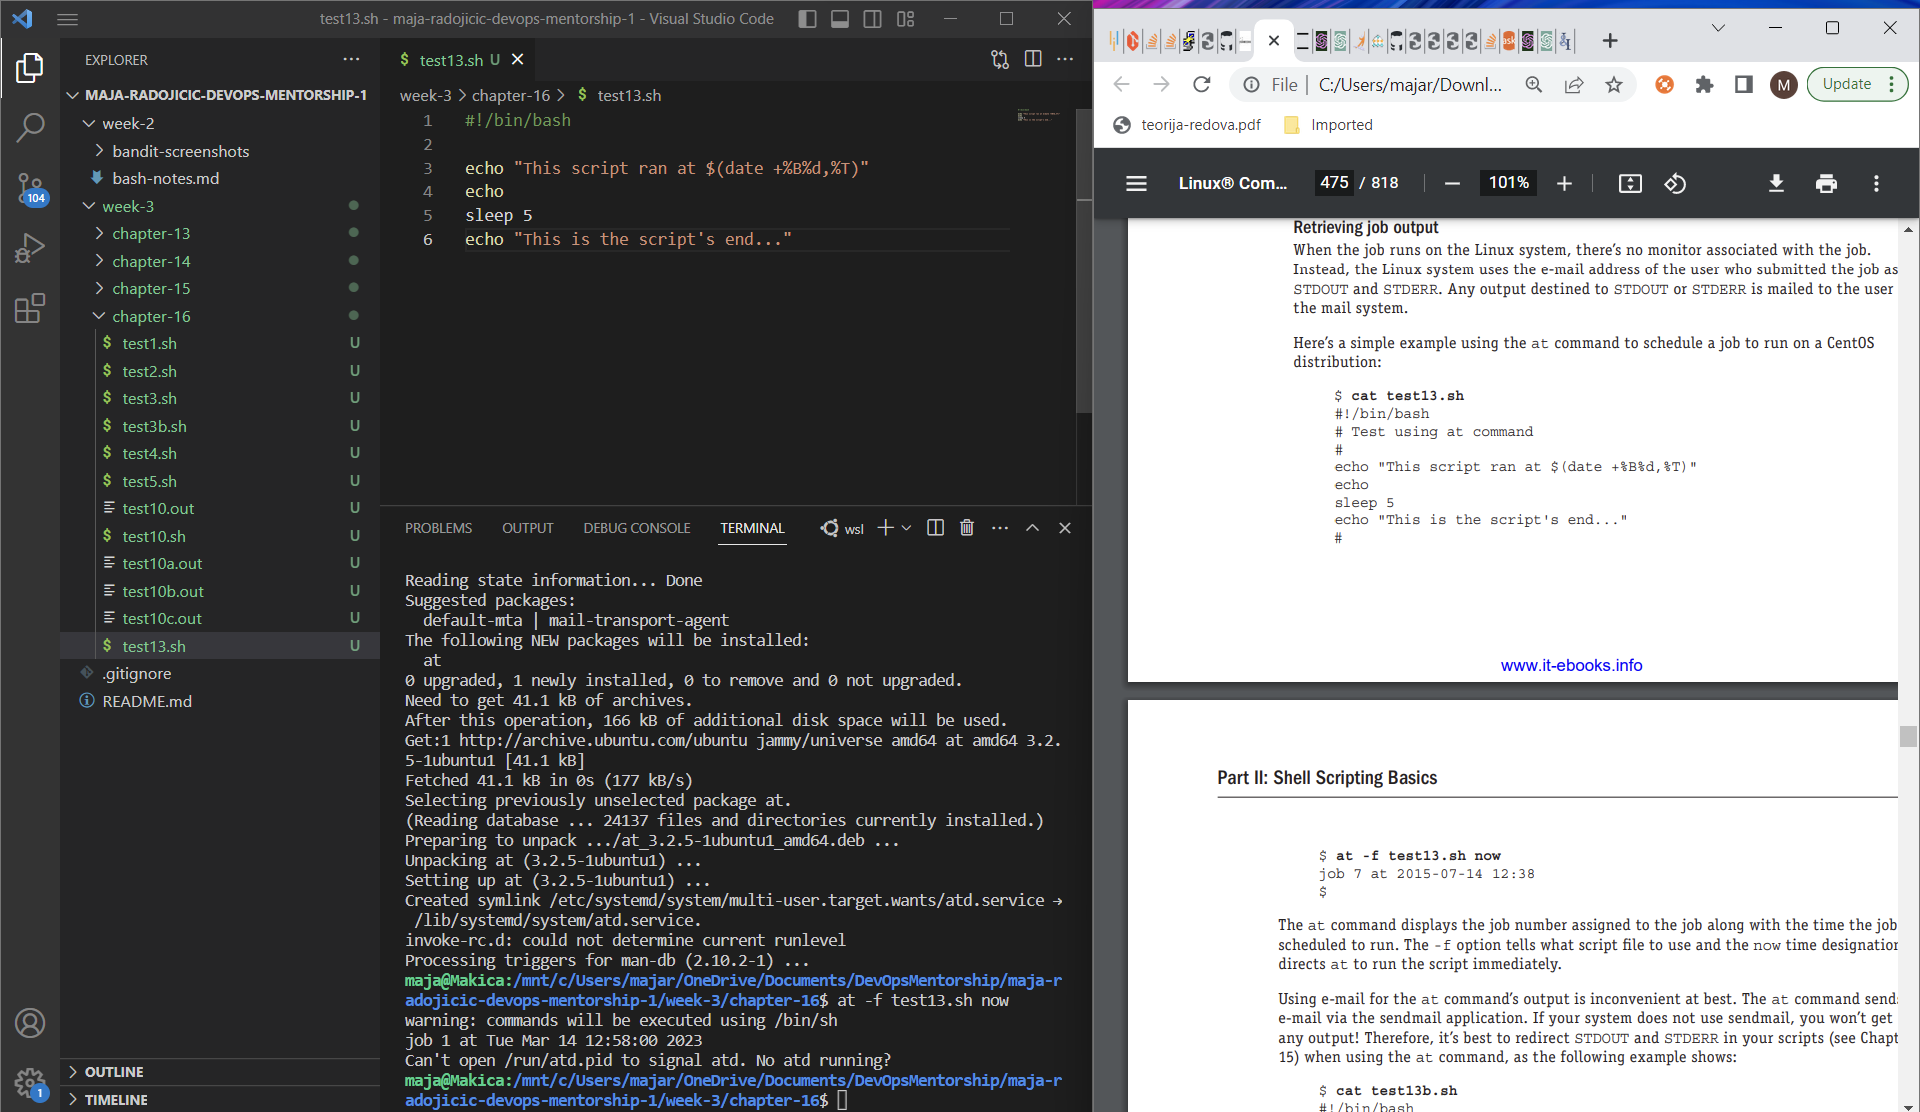 test13.sh - maja-radojicic-devops-mentorship-1 - Visual Studio Code
EXPLORER
MAJA-RADOJICIC-DEVOPS-MENTORSHIP-1
week-2
bandit-screenshots
bash-notes.md
week-3
chapter-13
chapter-14
chapter-15
chapter-16
test1.sh U
test2.sh U
test3.sh U
test3b.sh U
test4.sh U
test5.sh U
test10.out U
test10.sh U
test10a.out U
test10b.out U
test10c.out U
test13.sh U
.gitignore
README.md
OUTLINE
TIMELINE
104
1
$ test13.sh U
week-3 > chapter-16 > $ test13.sh
1 #!/bin/bash
2
3 echo "This script ran at $(date +%B%d,%T)"
4 echo
5 sleep 5
6 echo "This is the script's end..."
PROBLEMS OUTPUT DEBUG CONSOLE TERMINAL wsl
Reading state information... Done
Suggested packages:
default-mta | mail-transport-agent
The following NEW packages will be installed:
at
0 upgraded, 1 newly installed, 0 to remove and 0 not upgraded.
Need to get 41.1 kB of archives.
After this operation, 166 kB of additional disk space will be used.
Get:1 http://archive.ubuntu.com/ubuntu jammy/universe amd64 at amd64 3.2.
5-1ubuntu1 [41.1 kB]
Fetched 41.1 kB in 0s (177 kB/s)
Selecting previously unselected package at.
(Reading database ... 24137 files and directories currently installed.)
Preparing to unpack .../at_3.2.5-1ubuntu1_amd64.deb ...
Unpacking at (3.2.5-1ubuntu1) ...
Setting up at (3.2.5-1ubuntu1) ...
Created symlink /etc/systemd/system/multi-user.target.wants/atd.service →
/lib/systemd/system/atd.service.
invoke-rc.d: could not determine current runlevel
Processing triggers for man-db (2.10.2-1) ...
maja@Makica:/mnt/c/Users/majar/OneDrive/Documents/DevOpsMentorship/maja-r
adojicic-devops-mentorship-1/week-3/chapter-16$ at -f test13.sh now
warning: commands will be executed using /bin/sh
job 1 at Tue Mar 14 12:58:00 2023
Can't open /run/atd.pid to signal atd. No atd running?
maja@Makica:/mnt/c/Users/majar/OneDrive/Documents/DevOpsMentorship/maja-r
adojicic-devops-mentorship-1/week-3/chapter-16$
File | C:/Users/majar/Downl...
M
Update
teorija-redova.pdf
Imported
Linux® Com... 475 / 818 101%
Retrieving job output
When the job runs on the Linux system, there's no monitor associated with the job.
Instead, the Linux system uses the e-mail address of the user who submitted the job as
STDOUT and STDERR. Any output destined to STDOUT or STDERR is mailed to the user
the mail system.
Here's a simple example using the at command to schedule a job to run on a CentOS
distribution:
$ cat test13.sh
#!/bin/bash
# Test using at command
#
echo "This script ran at $(date +%B%d,%T)"
echo
sleep 5
echo "This is the script's end..."
#
www.it-ebooks.info
Part II: Shell Scripting Basics
$ at -f test13.sh now
job 7 at 2015-07-14 12:38
$
The at command displays the job number assigned to the job along with the time the job
scheduled to run. The -f option tells what script file to use and the now time designation
directs at to run the script immediately.
Using e-mail for the at command's output is inconvenient at best. The at command send
e-mail via the sendmail application. If your system does not use sendmail, you won't get
any output! Therefore, it's best to redirect STDOUT and STDERR in your scripts (see Chapt
15) when using the at command, as the following example shows:
$ cat test13b.sh
#!/bin/bash